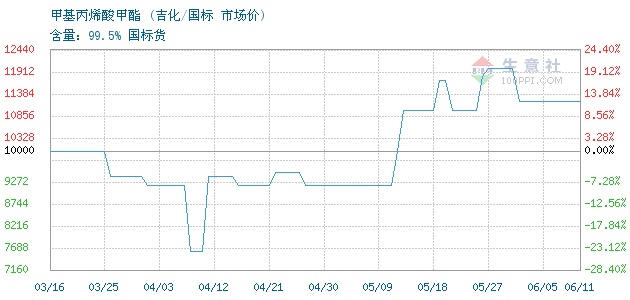 甲基丙烯酸甲酯 (吉化/国标 市场价)
含量: 99.5% 国标货
12440 24.40%
11912 19.12%
11384 13.84%
10856 8.56%
10328 3.28%
10000 0.00%
9272 -7.28%
8744 -12.56%
8216 -17.84%
7688 -23.12%
7160 -28.40%
生意社
100PPI.COM
03/16 03/25 04/03 04/12 04/21 04/30 05/09 05/18 05/27 06/05 06/11